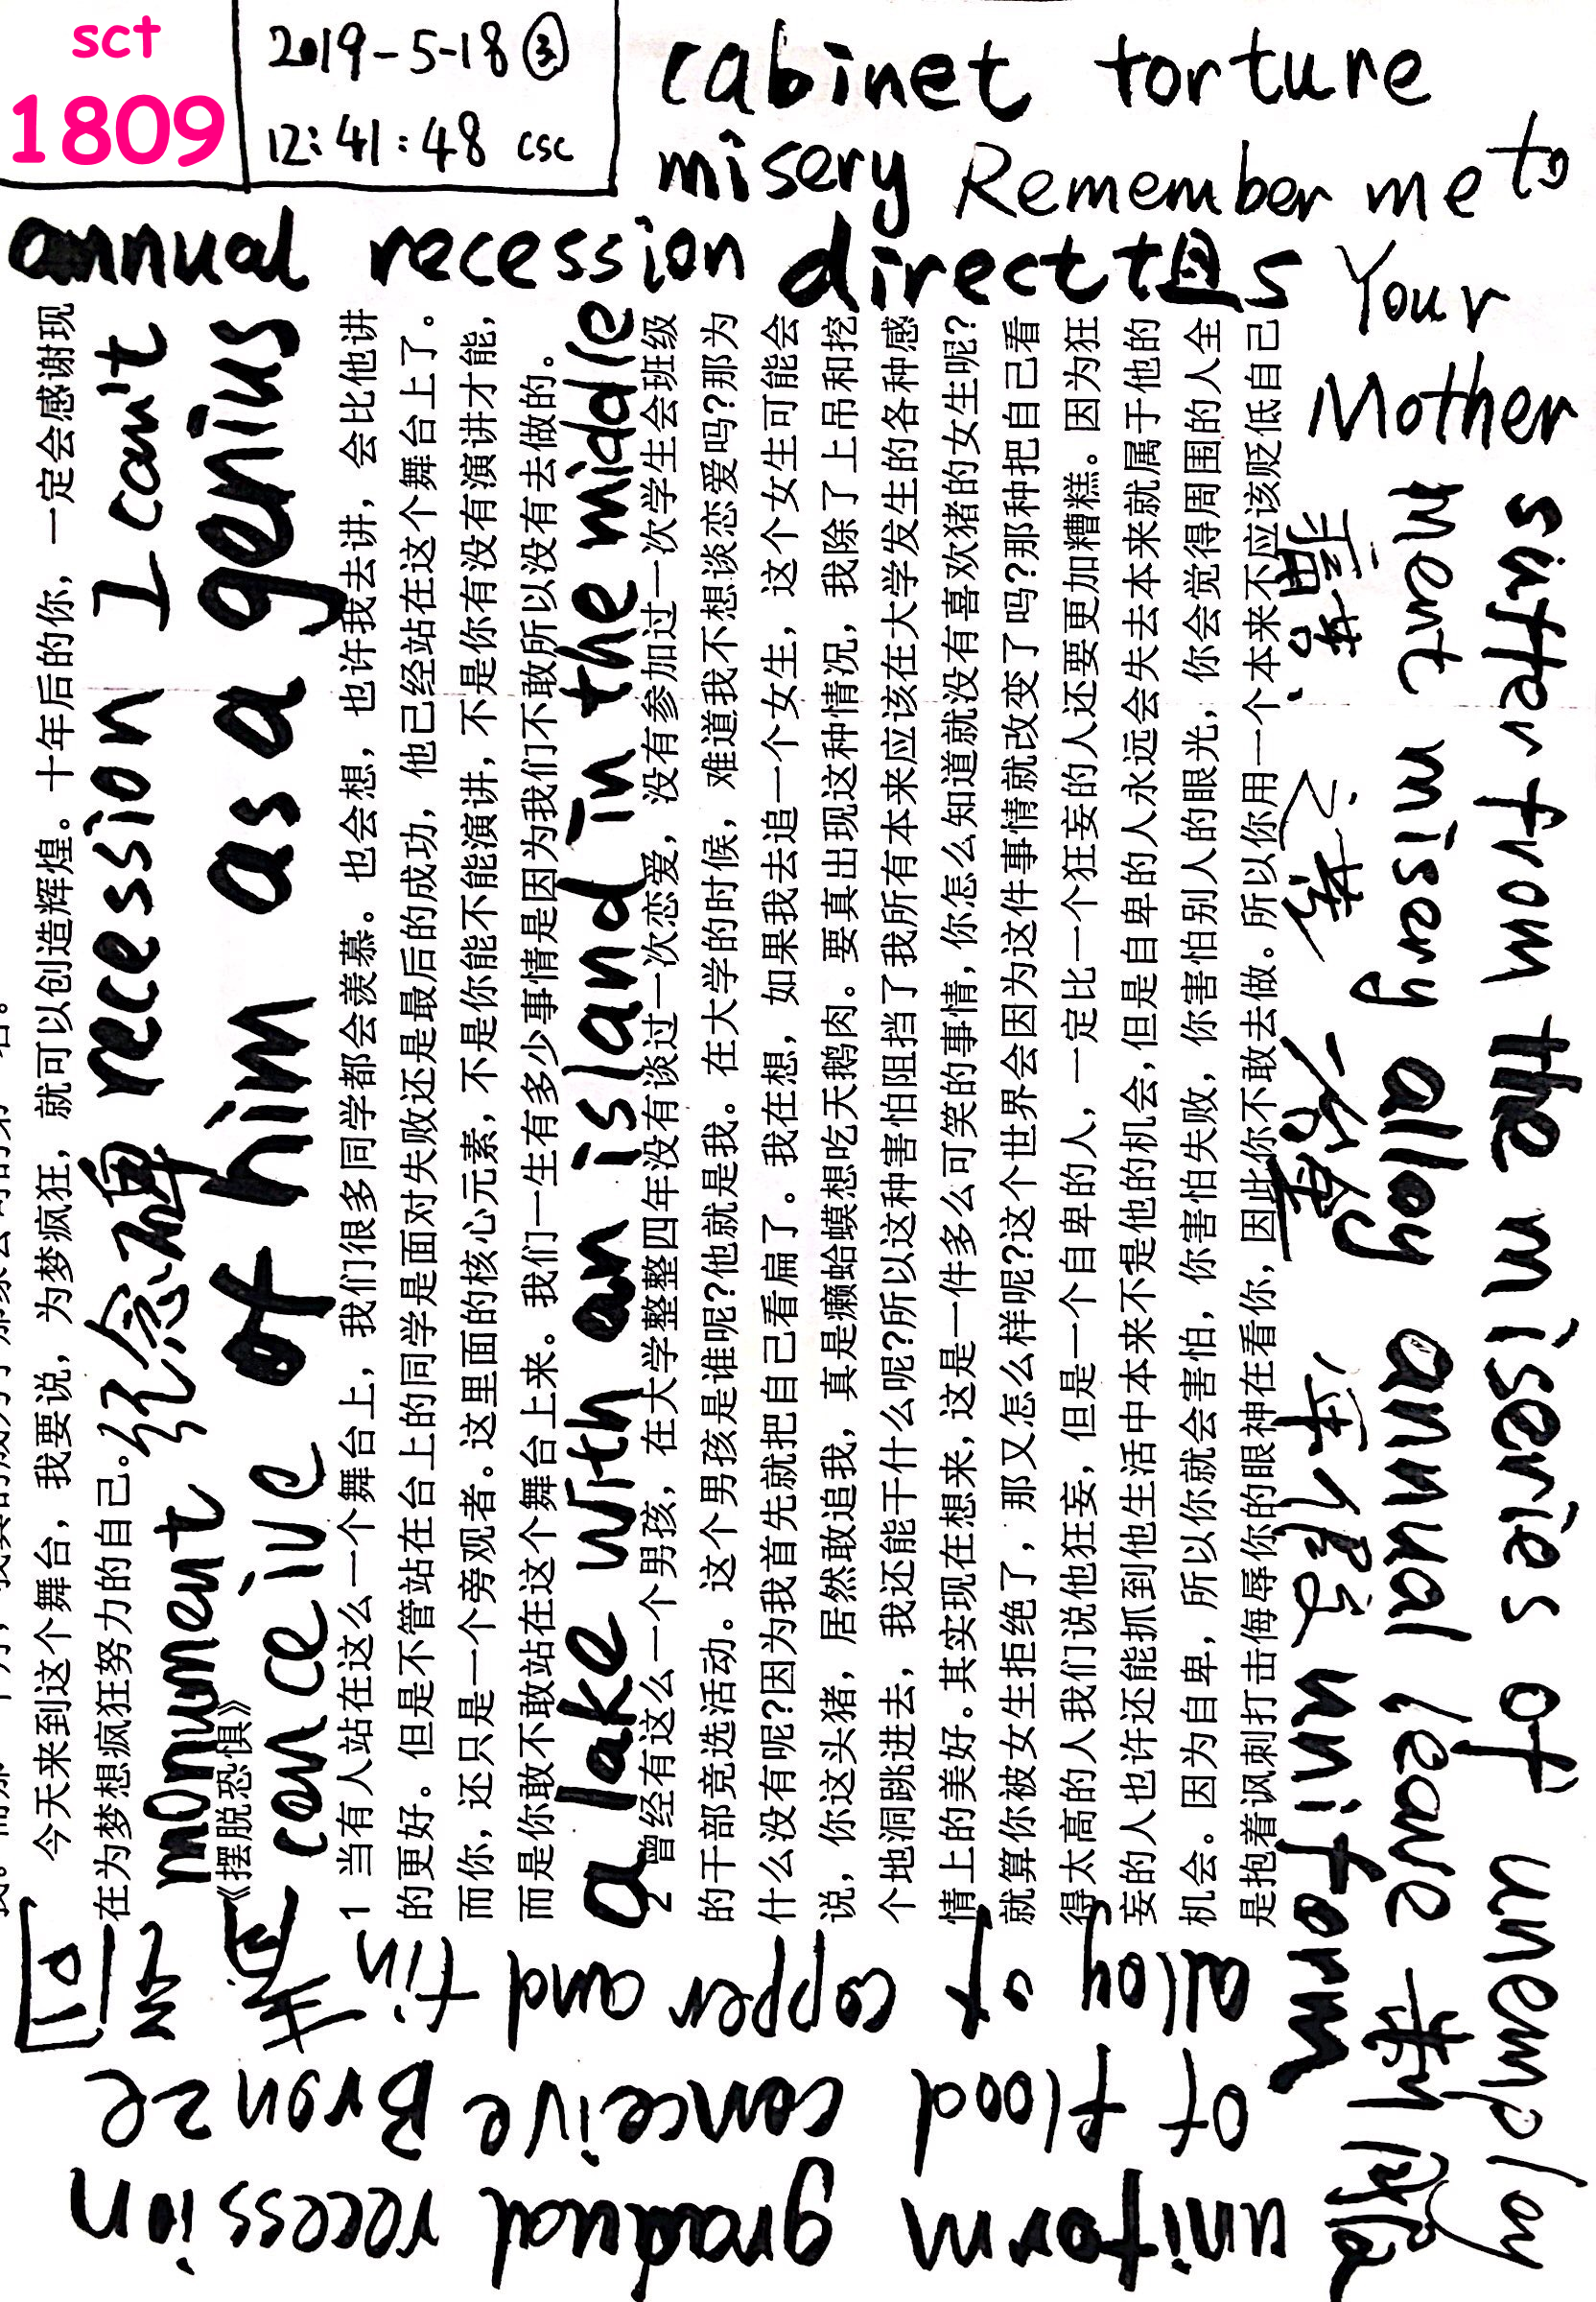 sct
1809
2019-5-18 ③
12:41:48 csc
cabinet torture
misery Remember me to
annual recession direct
Your
Mother
suffer from the miseries of unemploy
ment misery alloy annual leave
uniform
uniform gradual recession
of flood conceive Bronze
alloy of copper and
今天来到这个舞台，我要说，为梦疯狂，就可以创造辉煌。十年后的你，一定会感谢现
在为梦想疯狂努力的自己。
monument 纪念碑 recession I can't
《摆脱恐惧》
conceive of him as a genius
1 当有人站在这么一个舞台上，我们很多同学都会羡慕。也会想，也许我去讲，会比他讲
的更好。但是不管站在台上的同学是面对失败还是最后的成功，他已经站在这个舞台上了。
而你，还只是一个旁观者。这里面的核心元素，不是你能不能演讲，不是你有没有演讲才能，
而是你敢不敢站在这个舞台上来。我们一生有多少事情是因为我们不敢所以没有去做的。
a lake with an island in the middle
2 曾经有这么一个男孩，在大学整整四年没有谈过一次恋爱，没有参加过一次学生会班级
的干部竞选活动。这个男孩是谁呢?他就是我。在大学的时候，难道我不想谈恋爱吗?那为
什么没有呢?因为我首先就把自己看扁了。我在想，如果我去追一个女生，这个女生可能会
说，你这头猪，居然敢追我，真是癞蛤蟆想吃天鹅肉。要真出现这种情况，我除了上吊和挖
个地洞跳进去，我还能干什么呢?所以这种害怕阻挡了我所有本来应该在大学发生的各种感
情上的美好。其实现在想来，这是一件多么可笑的事情，你怎么知道就没有喜欢猪的女生呢?
就算你被女生拒绝了，那又怎么样呢?这个世界会因为这件事情就改变了吗?那种把自己看
得太高的人我们说他狂妄，但是一个自卑的人，一定比一个狂妄的人还要更加糟糕。因为狂
妄的人也许还能抓到他生活中本来不是他的机会，但是自卑的人永远会失去本来就属于他的
机会。因为自卑，所以你就会害怕，你害怕失败，你害怕别人的眼光，你会觉得周围的人全
是抱着讽刺打击侮辱你的眼神在看你，因此你不敢去做。所以你用一个本来不应该贬低自己